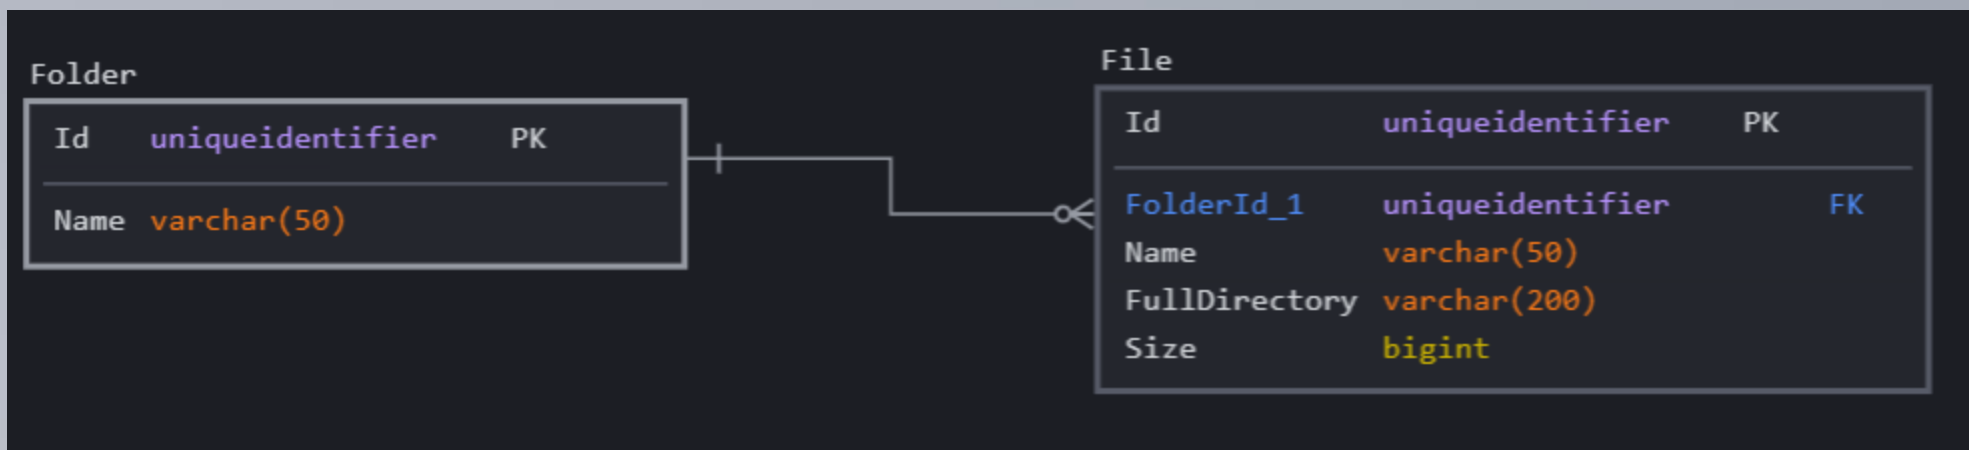 Folder
Id uniqueidentifier PK
Name varchar(50)
File
Id uniqueidentifier PK
FolderId_1 uniqueidentifier FK
Name varchar(50)
FullDirectory varchar(200)
Size bigint